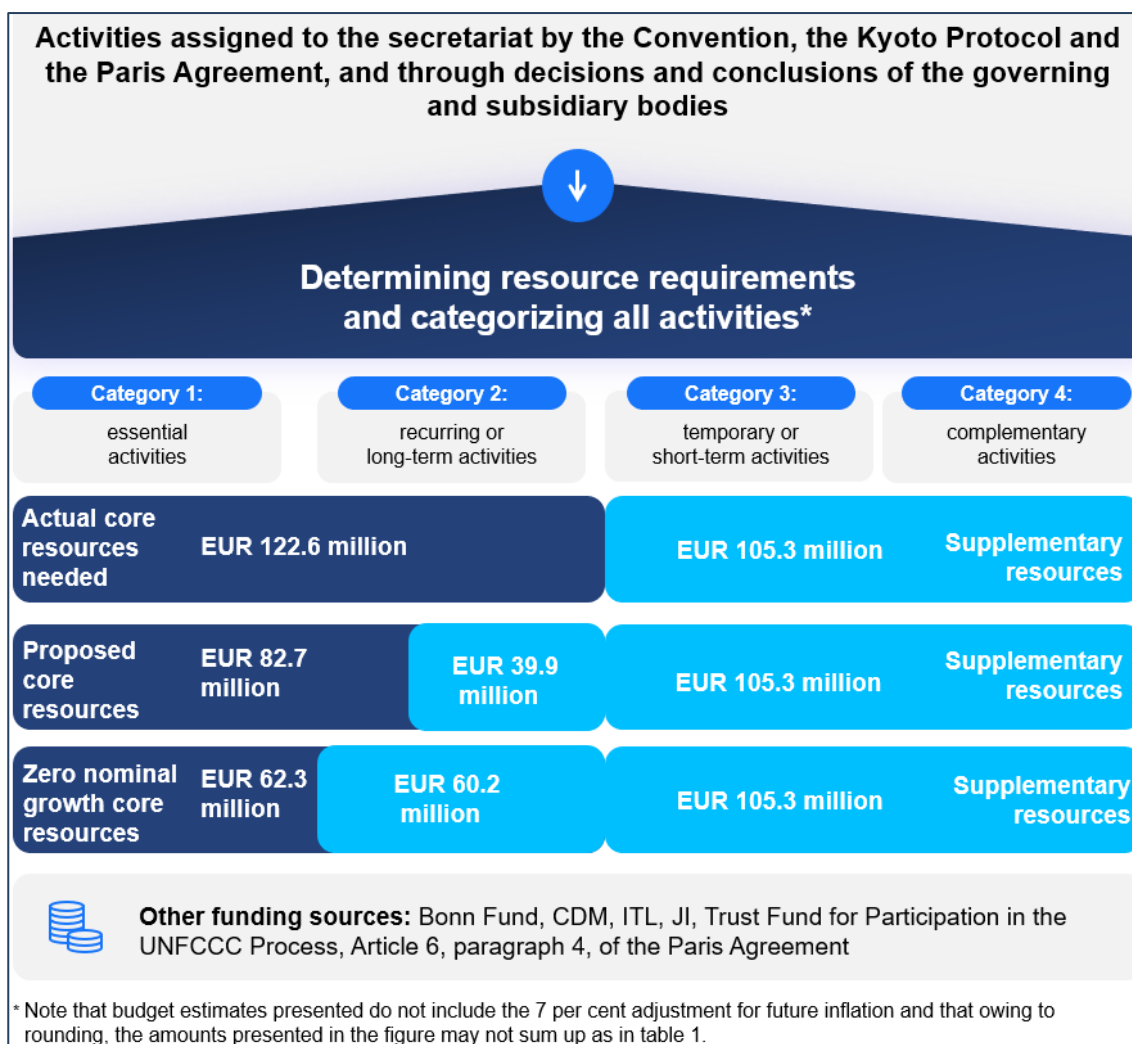 Activities assigned to the secretariat by the Convention, the Kyoto Protocol and
the Paris Agreement, and through decisions and conclusions of the governing
and subsidiary bodies
Determining resource requirements
and categorizing all activities*
Category 1:
essential
activities
Category 2:
recurring or
long-term activities
Category 3:
temporary or
short-term activities
Category 4:
complementary
activities
Actual core
resources
needed
EUR 122.6 million
EUR 105.3 million
Supplementary
resources
Proposed
core
resources
EUR 82.7
million
EUR 39.9
million
EUR 105.3 million
Supplementary
resources
Zero nominal
growth core
resources
EUR 62.3
million
EUR 60.2
million
EUR 105.3 million
Supplementary
resources
Other funding sources: Bonn Fund, CDM, ITL, JI, Trust Fund for Participation in the
UNFCCC Process, Article 6, paragraph 4, of the Paris Agreement
* Note that budget estimates presented do not include the 7 per cent adjustment for future inflation and that owing to
rounding, the amounts presented in the figure may not sum up as in table 1.